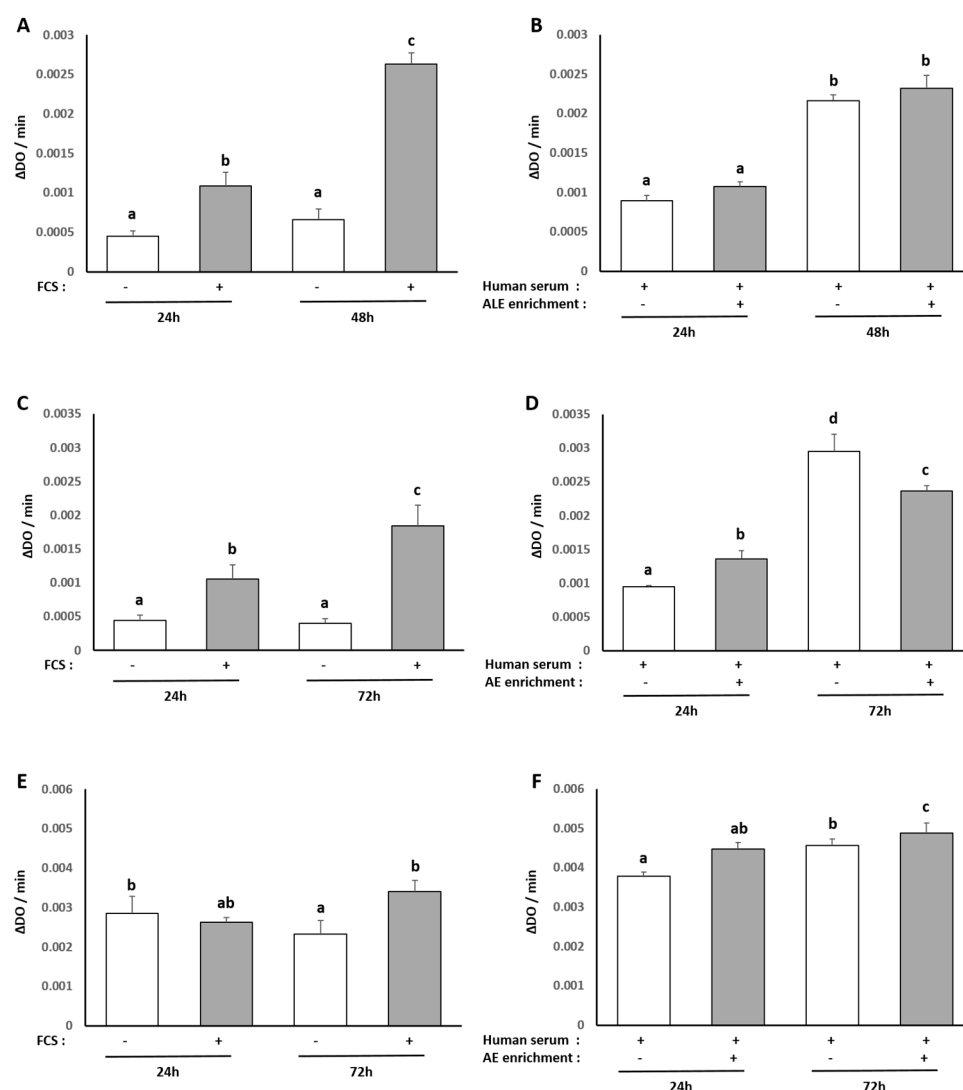 A
0.003
0.0025
0.002
0.0015
0.001
0.0005
0
ΔDO / min
a
b
a
c
FCS :
-
+
-
+
24h
48h
B
0.003
0.0025
0.002
0.0015
0.001
0.0005
0
ΔDO / min
a
a
b
b
Human serum :
+
+
+
+
ALE enrichment :
-
+
-
+
24h
48h
C
0.0035
0.003
0.0025
0.002
0.0015
0.001
0.0005
0
ΔDO / min
a
b
a
c
FCS :
-
+
-
+
24h
72h
D
0.0035
0.003
0.0025
0.002
0.0015
0.001
0.0005
0
ΔDO / min
a
b
d
c
Human serum :
+
+
+
+
AE enrichment :
-
+
-
+
24h
72h
E
0.006
0.005
0.004
0.003
0.002
0.001
0
ΔDO / min
b
ab
a
b
FCS :
-
+
-
+
24h
72h
F
0.006
0.005
0.004
0.003
0.002
0.001
0
ΔDO / min
a
ab
b
c
Human serum :
+
+
+
+
AE enrichment :
-
+
-
+
24h
72h